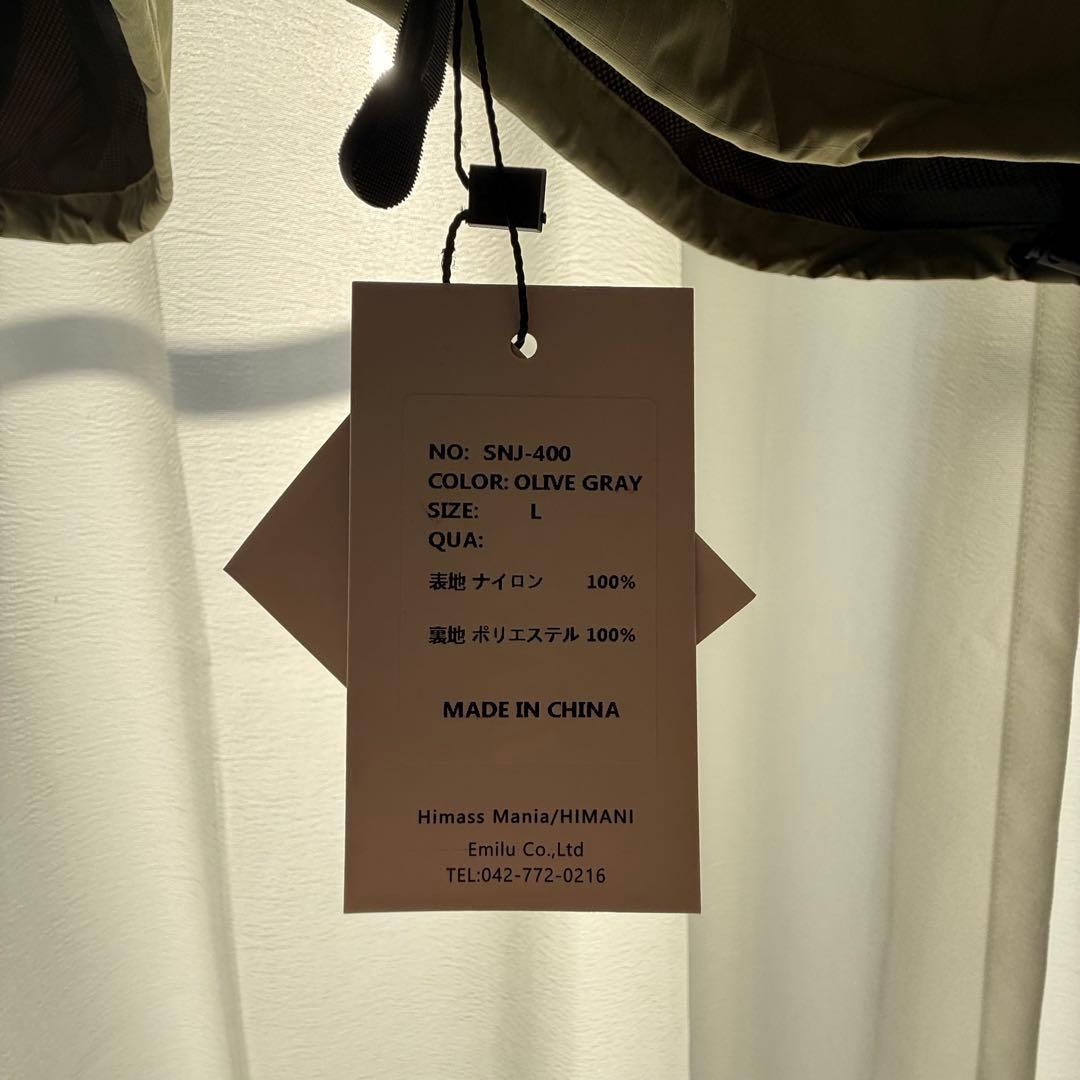 NO: SNJ-400
COLOR: OLIVE GRAY
SIZE: L
QUA:
表地 ナイロン 100%
裏地 ポリエステル 100%
MADE IN CHINA
Himass Mania/HIMANI
Emilu Co.,Ltd
TEL:042-772-0216